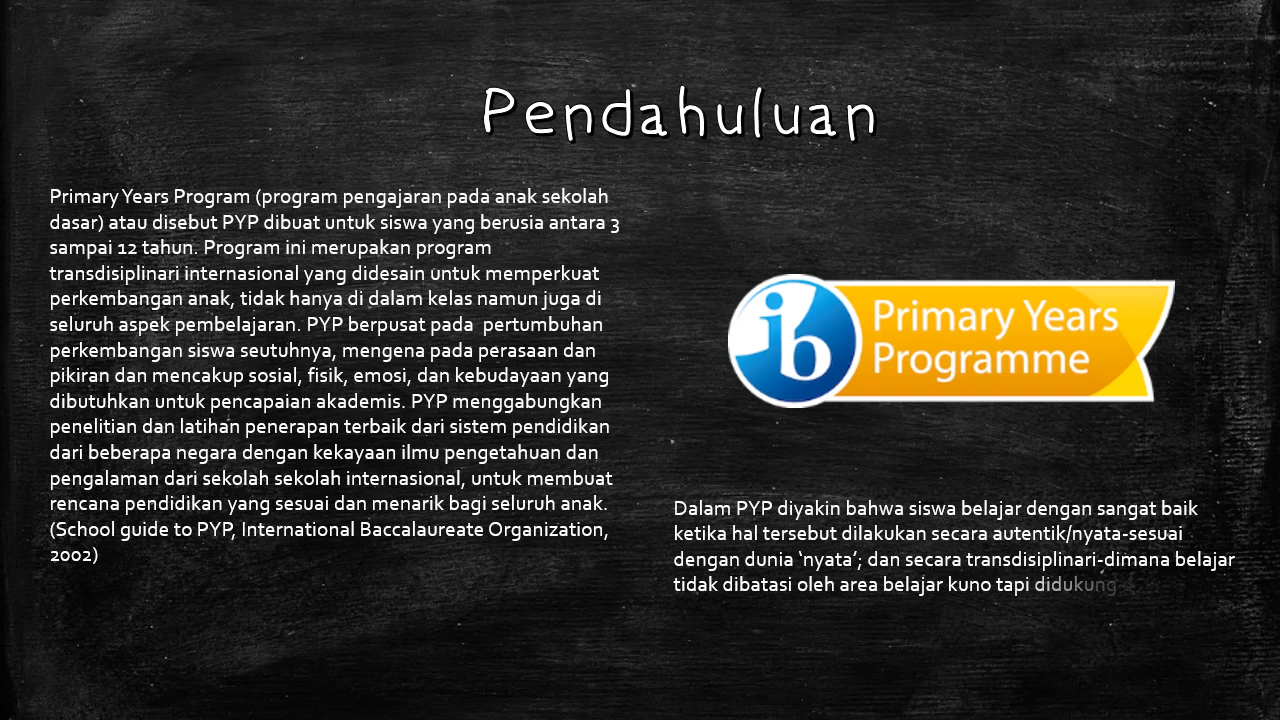 Pendahuluan
Primary Years Program (program pengajaran pada anak sekolah
dasar) atau disebut PYP dibuat untuk siswa yang berusia antara 3
sampai 12 tahun. Program ini merupakan program
transdisiplinari internasional yang didesain untuk memperkuat
perkembangan anak, tidak hanya di dalam kelas namun juga di
seluruh aspek pembelajaran. PYP berpusat pada  pertumbuhan
perkembangan siswa seutuhnya, mengena pada perasaan dan
pikiran dan mencakup sosial, fisik, emosi, dan kebudayaan yang
dibutuhkan untuk pencapaian akademis. PYP menggabungkan
penelitian dan latihan penerapan terbaik dari sistem pendidikan
dari beberapa negara dengan kekayaan ilmu pengetahuan dan
pengalaman dari sekolah sekolah internasional, untuk membuat
rencana pendidikan yang sesuai dan menarik bagi seluruh anak.
(School guide to PYP, International Baccalaureate Organization,
2002)
ib
Primary Years
Programme
Dalam PYP diyakin bahwa siswa belajar dengan sangat baik
ketika hal tersebut dilakukan secara autentik/nyata-sesuai
dengan dunia ‘nyata’; dan secara transdisiplinari-dimana belajar
tidak dibatasi oleh area belajar kuno tapi didukung